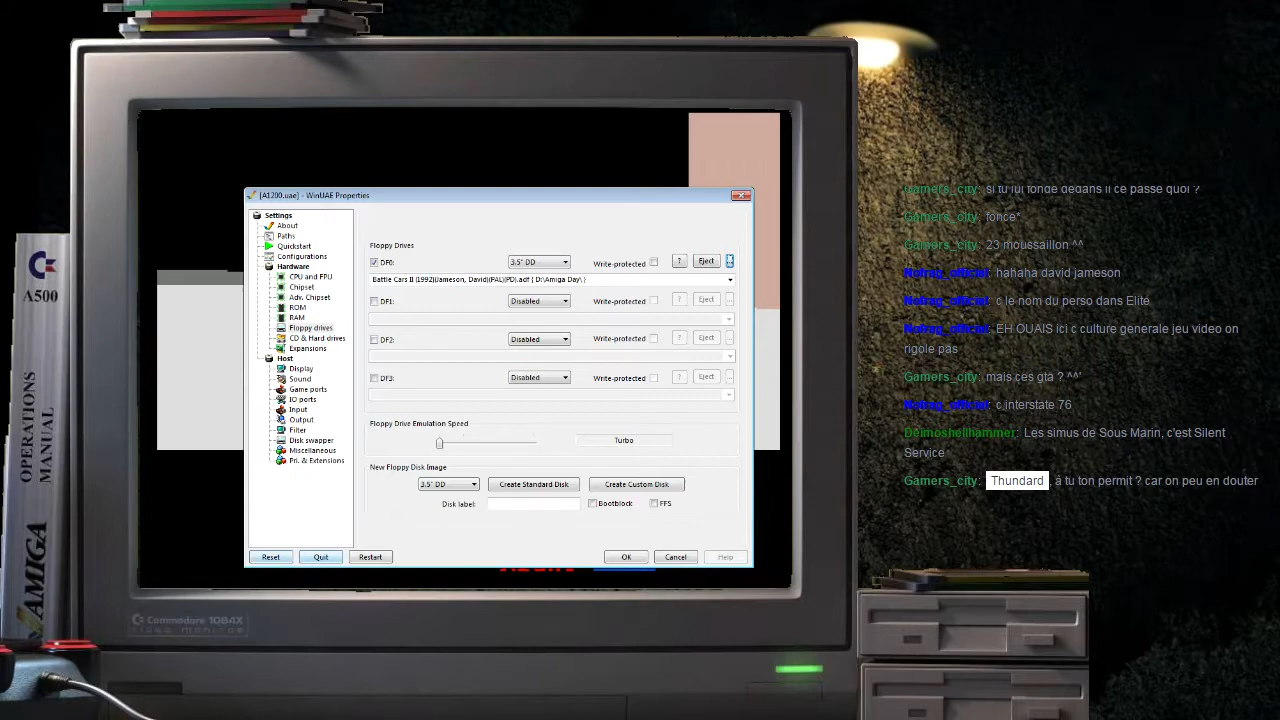 [A1200.uae] - WinUAE Properties
Settings
About
Paths
Quickstart
Configurations
Hardware
CPU and FPU
Chipset
Adv. Chipset
ROM
RAM
Floppy drives
CD & Hard drives
Expansions
Host
Display
Sound
Game ports
IO ports
Input
Output
Filter
Disk swapper
Miscellaneous
Pri. & Extensions
Floppy Drives
DF0: 3.5" DD Write-protected ? Eject ...
Battle Cars II (1992)(Jameson, David)(PAL)(PD).adf { D:\Amiga Day\ }
DF1: Disabled Write-protected ? Eject ...
DF2: Disabled Write-protected ? Eject ...
DF3: Disabled Write-protected ? Eject ...
Floppy Drive Emulation Speed
Turbo
New Floppy Disk Image
3.5" DD Create Standard Disk Create Custom Disk
Disk label: Bootblock FFS
Reset Quit Restart OK Cancel Help
A500
OPERATIONS MANUAL
AMIGA
Commodore 1084X
video monitor
Gamers_city: si tu lui fonde dedans il ce passe quoi ?
Gamers_city: fonce*
Gamers_city: 23 moussaillon ^^
Nofrag_official: hahaha david jameson
Nofrag_official: c le nom du perso dans Elite
Nofrag_official: EH OUAIS ici c culture generale jeu video on
rigole pas
Gamers_city: mais ces gta ? ^^'
Nofrag_official: c interstate 76
Deimoshellhammer: Les simus de Sous Marin, c'est Silent
Service
Gamers_city: Thundard , â tu ton permit ? car on peu en douter